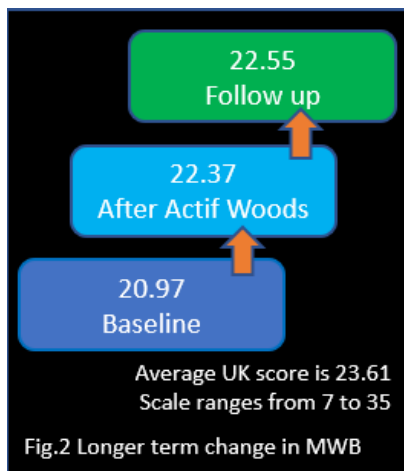 22.55
Follow up
22.37
After Actif Woods
20.97
Baseline
Average UK score is 23.61
Scale ranges from 7 to 35
Fig.2 Longer term change in MWB